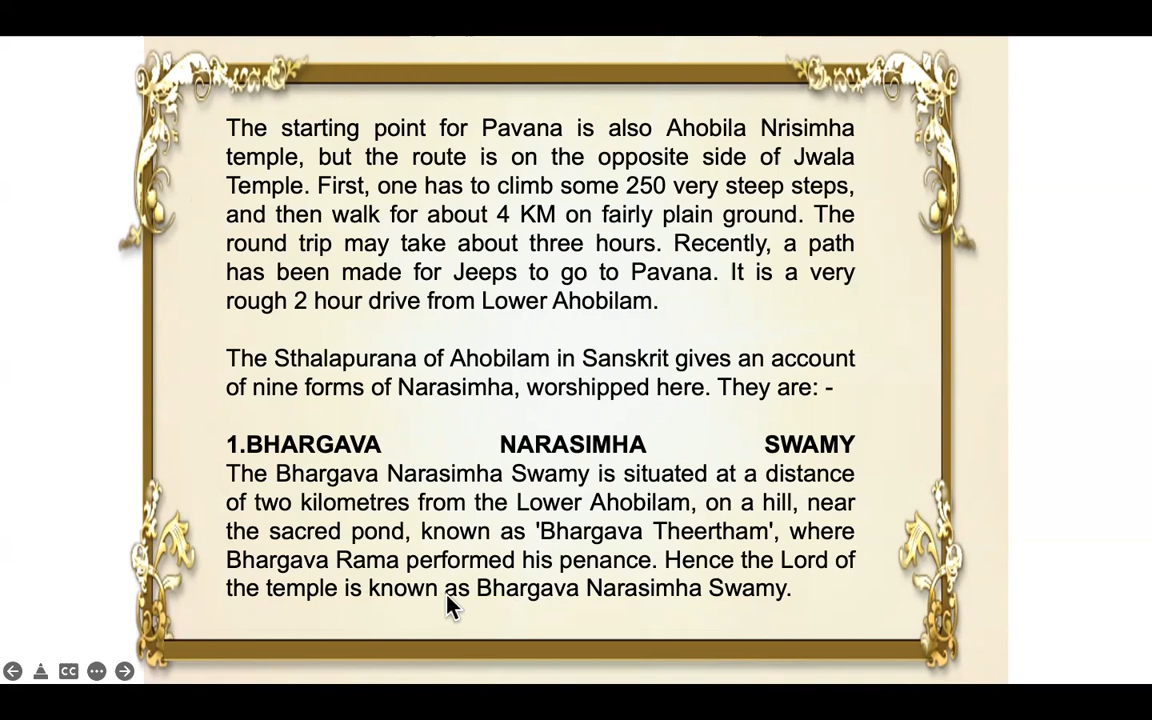 The starting point for Pavana is also Ahobila Nrisimha
temple, but the route is on the opposite side of Jwala
Temple. First, one has to climb some 250 very steep steps,
and then walk for about 4 KM on fairly plain ground. The
round trip may take about three hours. Recently, a path
has been made for Jeeps to go to Pavana. It is a very
rough 2 hour drive from Lower Ahobilam.
The Sthalapurana of Ahobilam in Sanskrit gives an account
of nine forms of Narasimha, worshipped here. They are: -
1.BHARGAVA NARASIMHA SWAMY
The Bhargava Narasimha Swamy is situated at a distance
of two kilometres from the Lower Ahobilam, on a hill, near
the sacred pond, known as 'Bhargava Theertham', where
Bhargava Rama performed his penance. Hence the Lord of
the temple is known as Bhargava Narasimha Swamy.
CC